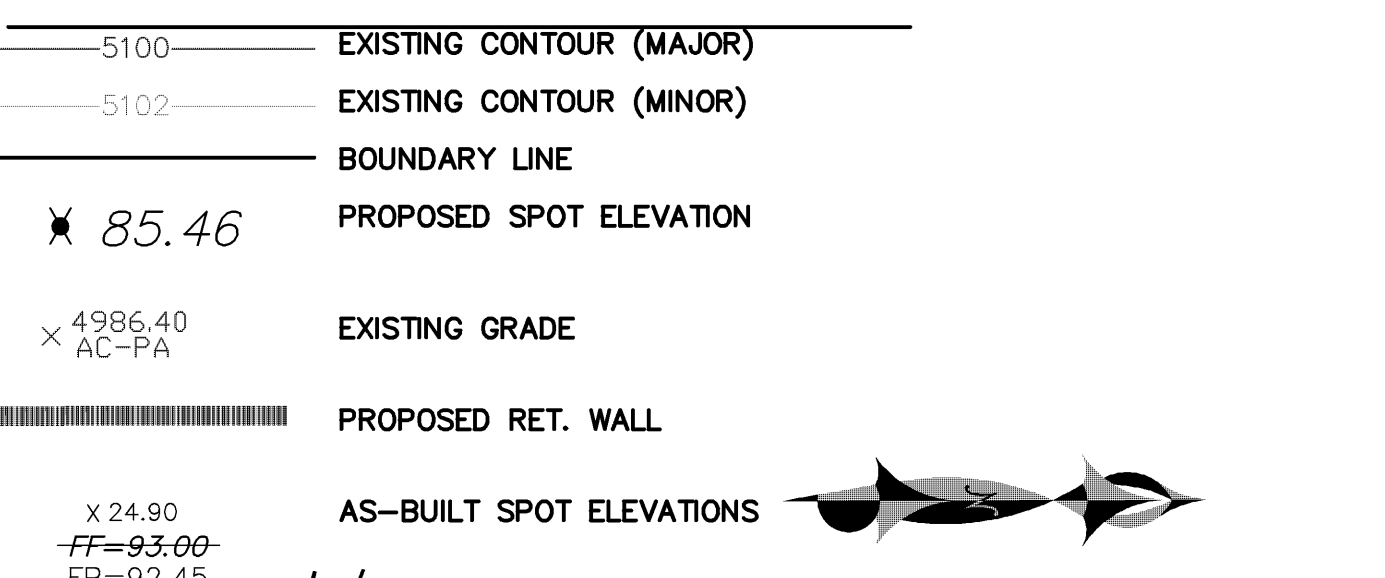 5100 EXISTING CONTOUR (MAJOR)
5102 EXISTING CONTOUR (MINOR)
BOUNDARY LINE
85.46 PROPOSED SPOT ELEVATION
× 4986.40 EXISTING GRADE
AC-PA
PROPOSED RET. WALL
X 24.90 AS-BUILT SPOT ELEVATIONS
FF=93.00